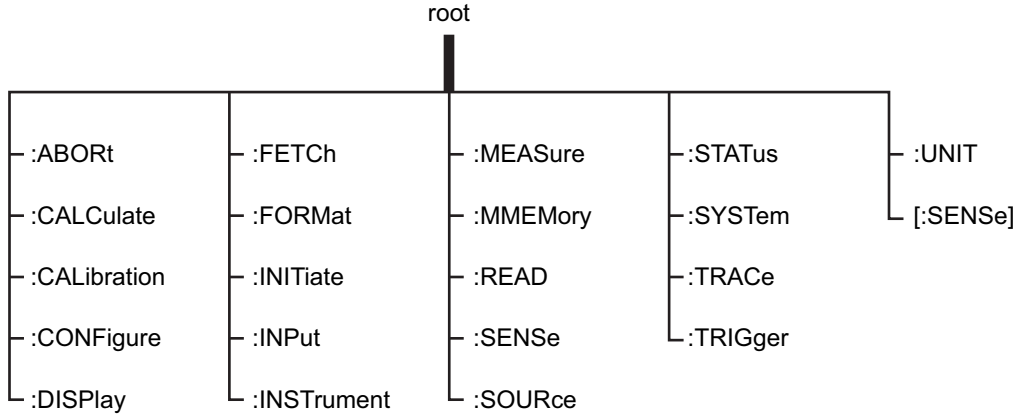 root
:ABORt
:CALCulate
:CALibration
:CONFigure
:DISPlay
:FETCh
:FORMat
:INITiate
:INPut
:INSTrument
:MEASure
:MMEMory
:READ
:SENSe
:SOURce
:STATus
:SYSTem
:TRACe
:TRIGger
:UNIT
[:SENSe]